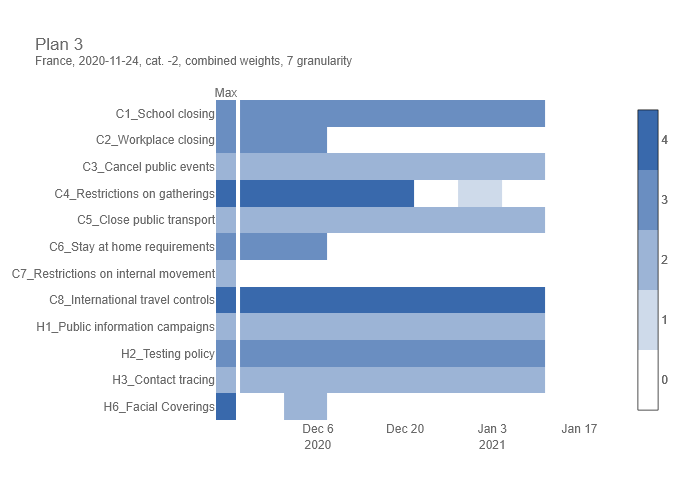 Plan 3
France, 2020-11-24, cat. -2, combined weights, 7 granularity
Max
C1_School closing
C2_Workplace closing
C3_Cancel public events
C4_Restrictions on gatherings
C5_Close public transport
C6_Stay at home requirements
C7_Restrictions on internal movement
C8_International travel controls
H1_Public information campaigns
H2_Testing policy
H3_Contact tracing
H6_Facial Coverings
Dec 6 Dec 20 Jan 3 Jan 17
2020 2021
4
3
2
1
0